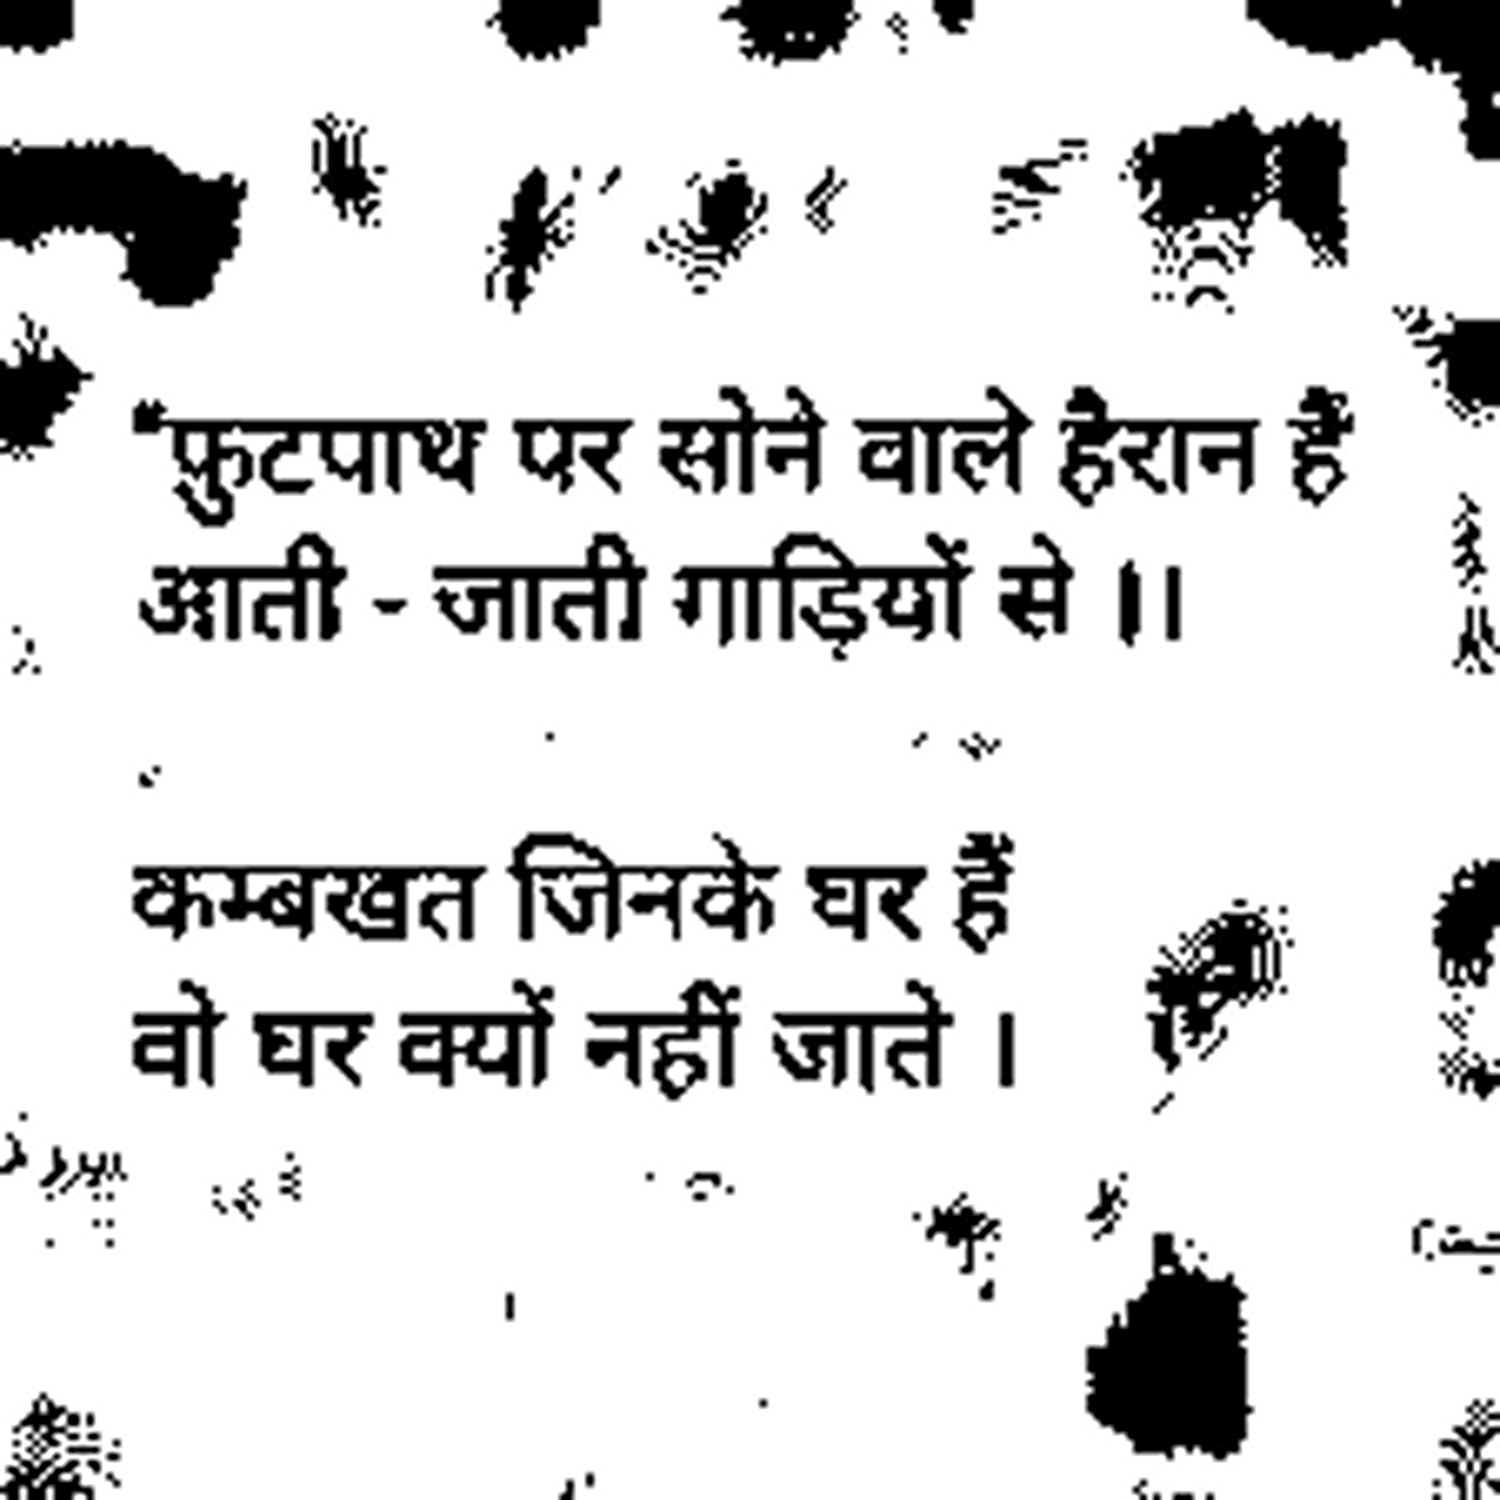 "फुटपाथ पर सोने वाले हैरान हैं
आती - जाती गाड़ियों से ।।
कम्बखत जिनके घर हैं
वो घर क्यों नहीं जाते ।